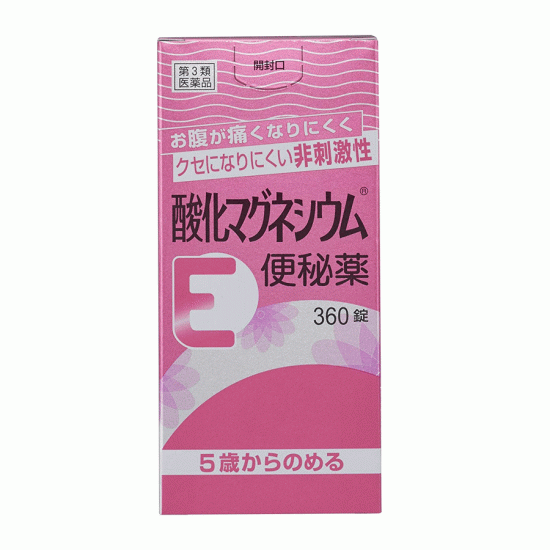 開封口
第3類
医薬品
お腹が痛くなりにくく
クセになりにくい非刺激性
酸化マグネシウム®
E
便秘薬
360錠
5歳からのめる